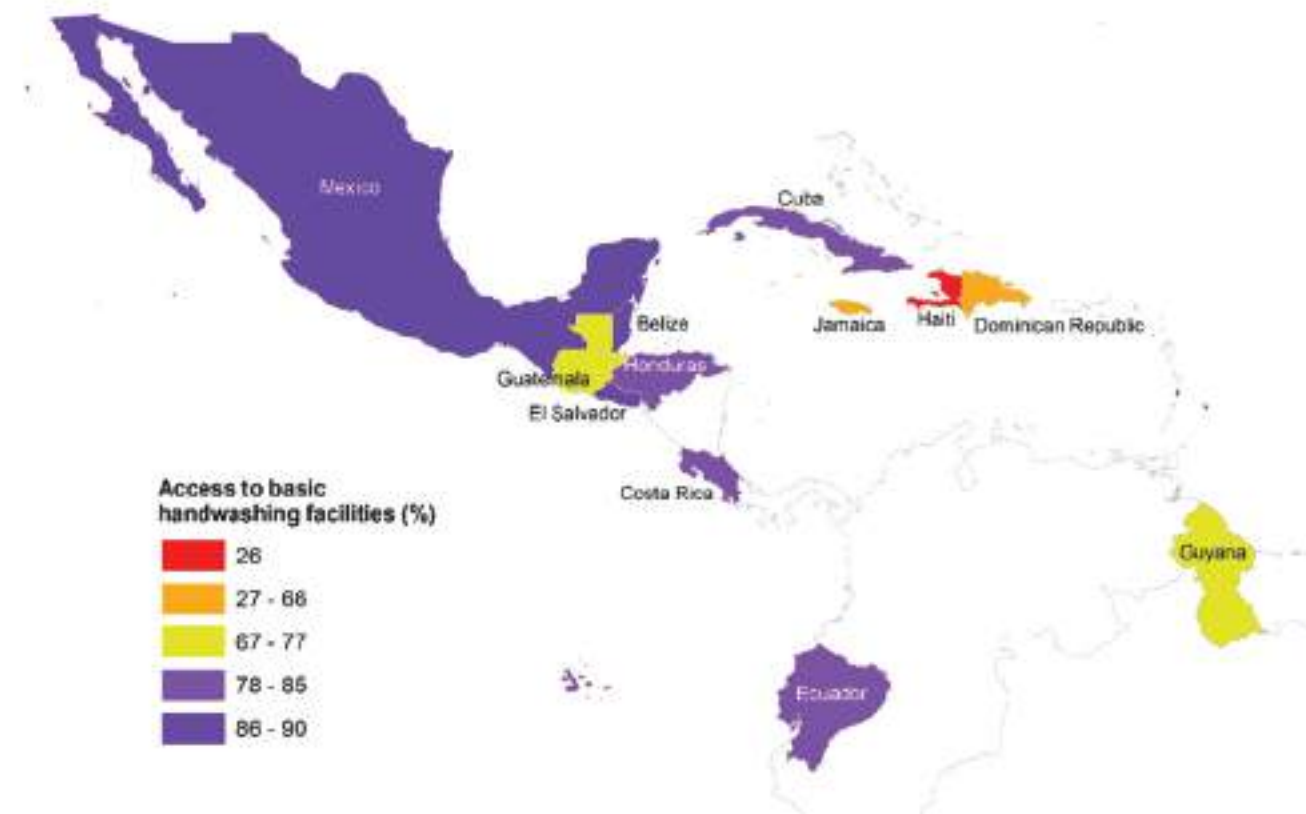 Mexico
Cuba
Belize
Jamaica
Haiti
Dominican Republic
Honduras
Guatemala
El Salvador
Costa Rica
Guyana
Ecuador
Access to basic
handwashing facilities (%)
26
27 - 68
67 - 77
78 - 85
86 - 90